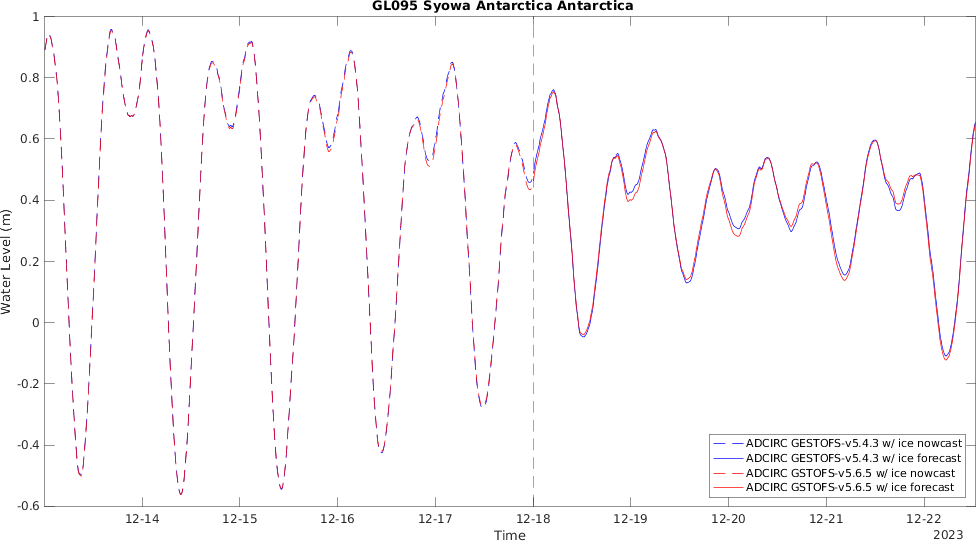 GL095 Syowa Antarctica Antarctica
1
0.8
0.6
0.4
0.2
0
-0.2
-0.4
-0.6
Water Level (m)
ADCIRC GESTOFS-v5.4.3 w/ ice nowcast
ADCIRC GESTOFS-v5.4.3 w/ ice forecast
ADCIRC GSTOFS-v5.6.5 w/ ice nowcast
ADCIRC GSTOFS-v5.6.5 w/ ice forecast
12-14 12-15 12-16 12-17 12-18 12-19 12-20 12-21 12-22
Time
2023